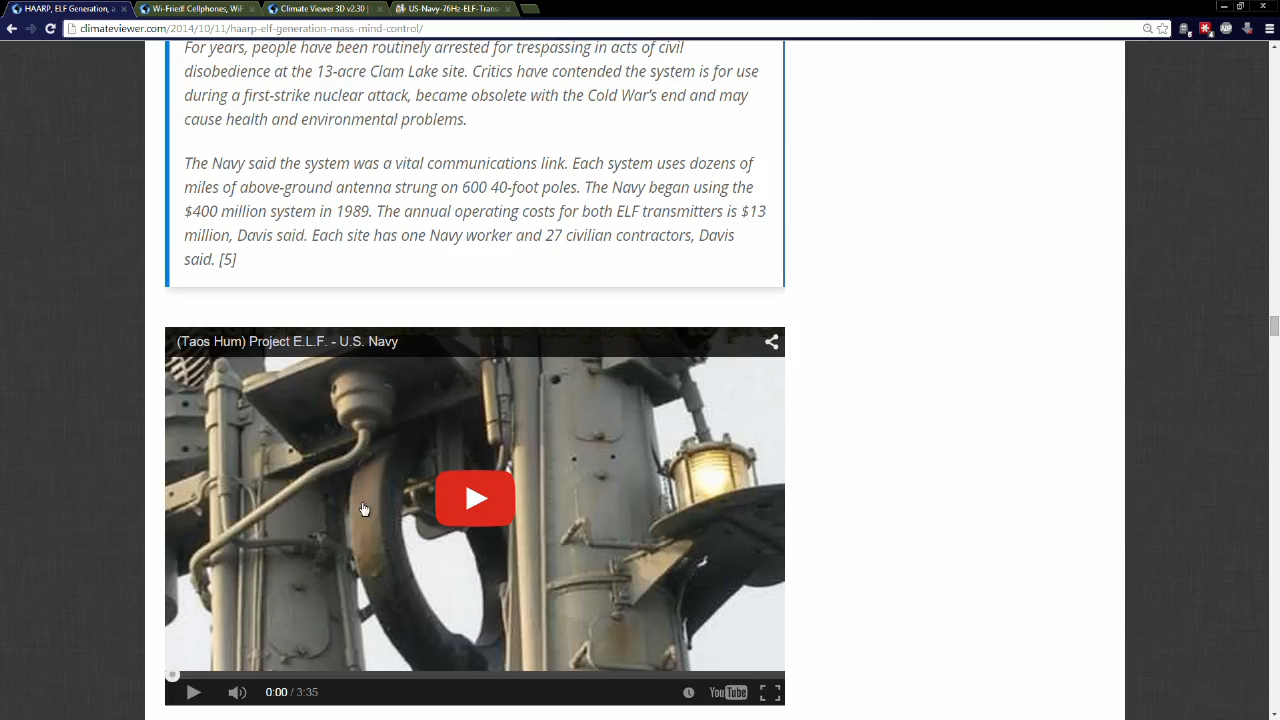 HAARP, ELF Generation, a
Wi-Fried! Cellphones, WiF
Climate Viewer 3D v2.30 |
US-Navy-76Hz-ELF-Tran
climateviewer.com/2014/10/11/haarp-elf-generation-mass-mind-control/
For years, people have been routinely arrested for trespassing in acts of civil
disobedience at the 13-acre Clam Lake site. Critics have contended the system is for use
during a first-strike nuclear attack, became obsolete with the Cold War's end and may
cause health and environmental problems.
The Navy said the system was a vital communications link. Each system uses dozens of
miles of above-ground antenna strung on 600 40-foot poles. The Navy began using the
$400 million system in 1989. The annual operating costs for both ELF transmitters is $13
million, Davis said. Each site has one Navy worker and 27 civilian contractors, Davis
said. [5]
(Taos Hum) Project E.L.F. - U.S. Navy
0:00 / 3:35
YouTube